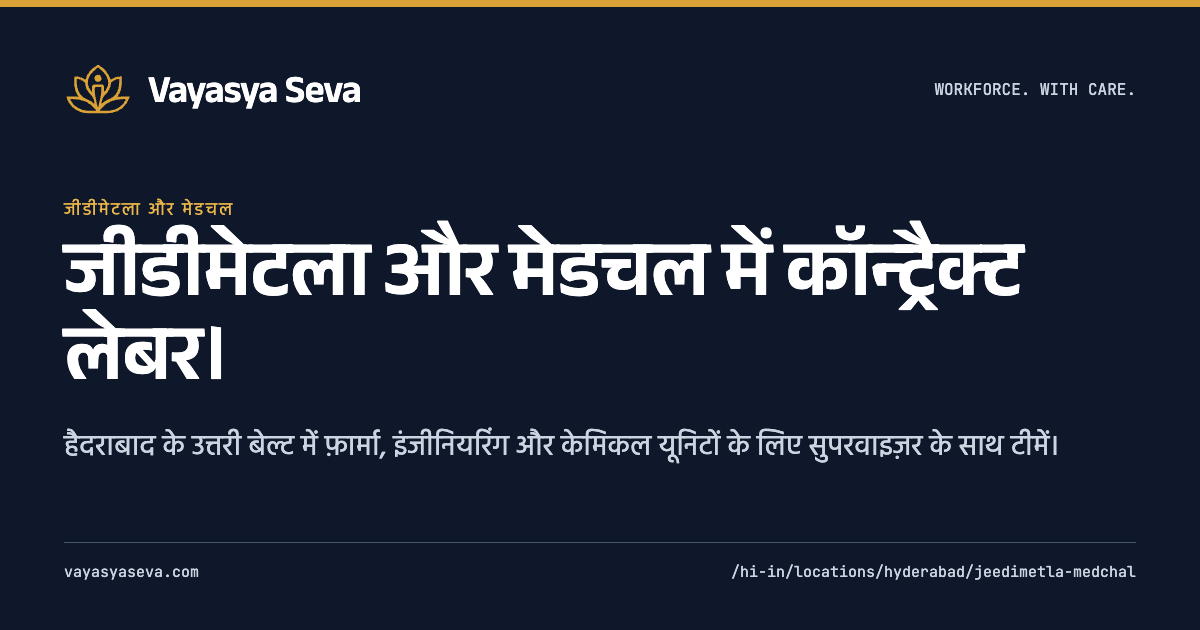 Vayasya Seva
WORKFORCE. WITH CARE.
जीडीमेटला और मेडचल
जीडीमेटला और मेडचल में कॉन्ट्रैक्ट
लेबर।
हैदराबाद के उत्तरी बेल्ट में फ़ार्मा, इंजीनियरिंग और केमिकल यूनिटों के लिए सुपरवाइज़र के साथ टीमें।
vayasyaseva.com
/hi-in/locations/hyderabad/jeedimetla-medchal